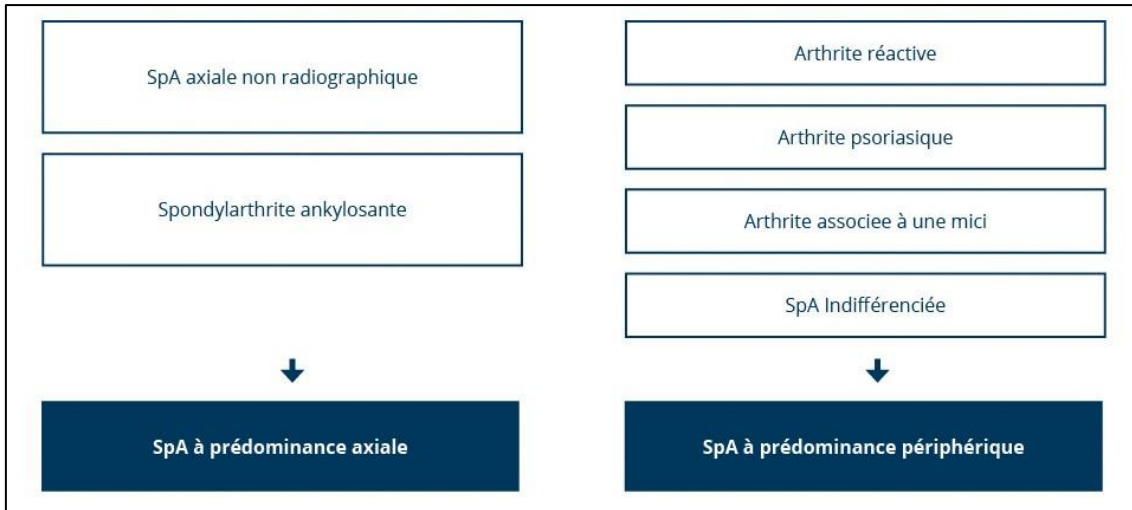 SpA axiale non radiographique
Spondylarthrite ankylosante
SpA à prédominance axiale
Arthrite réactive
Arthrite psoriasique
Arthrite associee à une mici
SpA Indifférenciée
SpA à prédominance périphérique